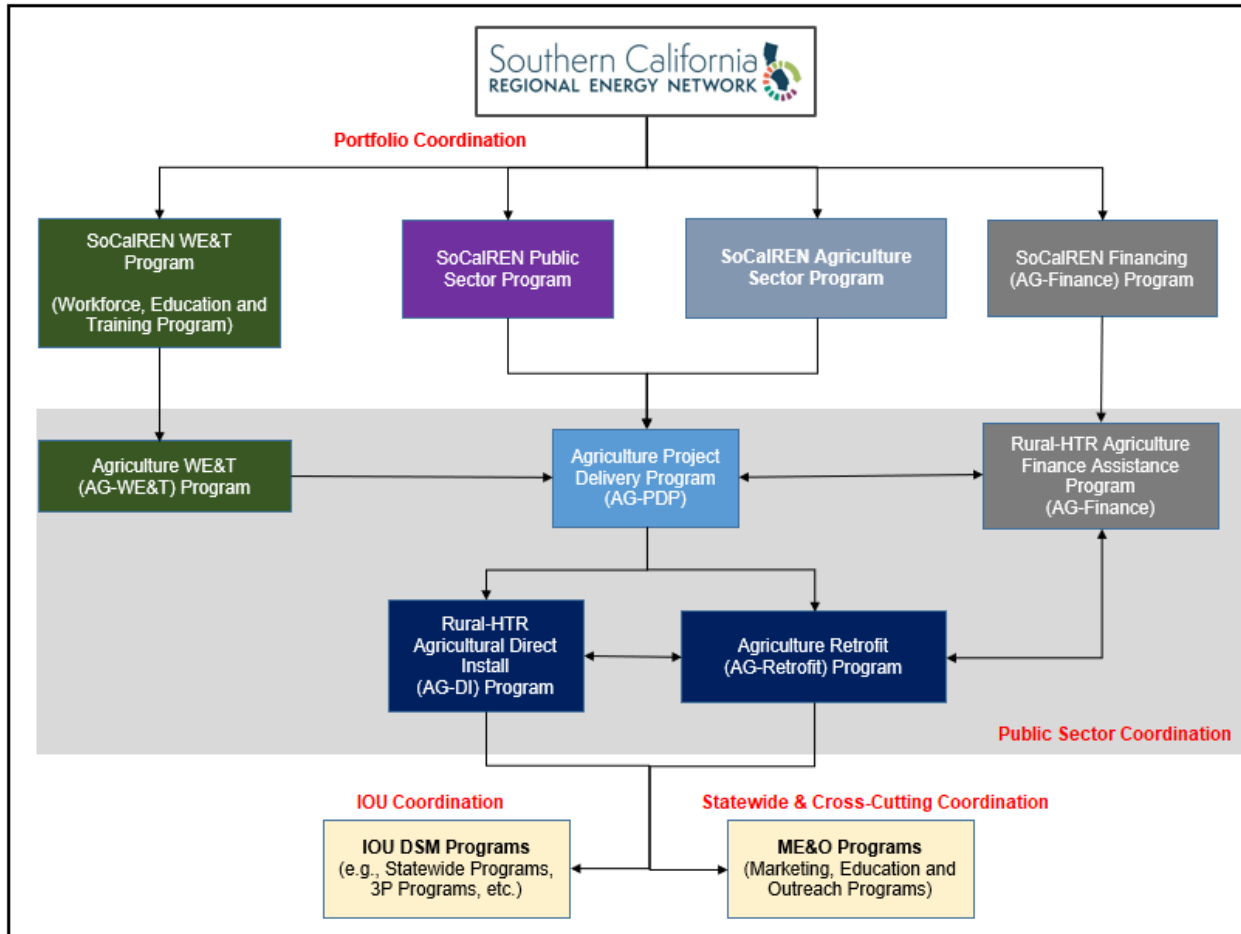 Southern California
REGIONAL ENERGY NETWORK
Portfolio Coordination
SoCalREN WE&T
Program
(Workforce, Education and
Training Program)
SoCalREN Public
Sector Program
SoCalREN Agriculture
Sector Program
SoCalREN Financing
(AG-Finance) Program
Agriculture WE&T
(AG-WE&T) Program
Agriculture Project
Delivery Program
(AG-PDP)
Rural-HTR Agriculture
Finance Assistance
Program
(AG-Finance)
Rural-HTR
Agricultural Direct
Install
(AG-DI) Program
Agriculture Retrofit
(AG-Retrofit) Program
Public Sector Coordination
IOU Coordination
Statewide & Cross-Cutting Coordination
IOU DSM Programs
(e.g., Statewide Programs,
3P Programs, etc.)
ME&O Programs
(Marketing, Education and
Outreach Programs)